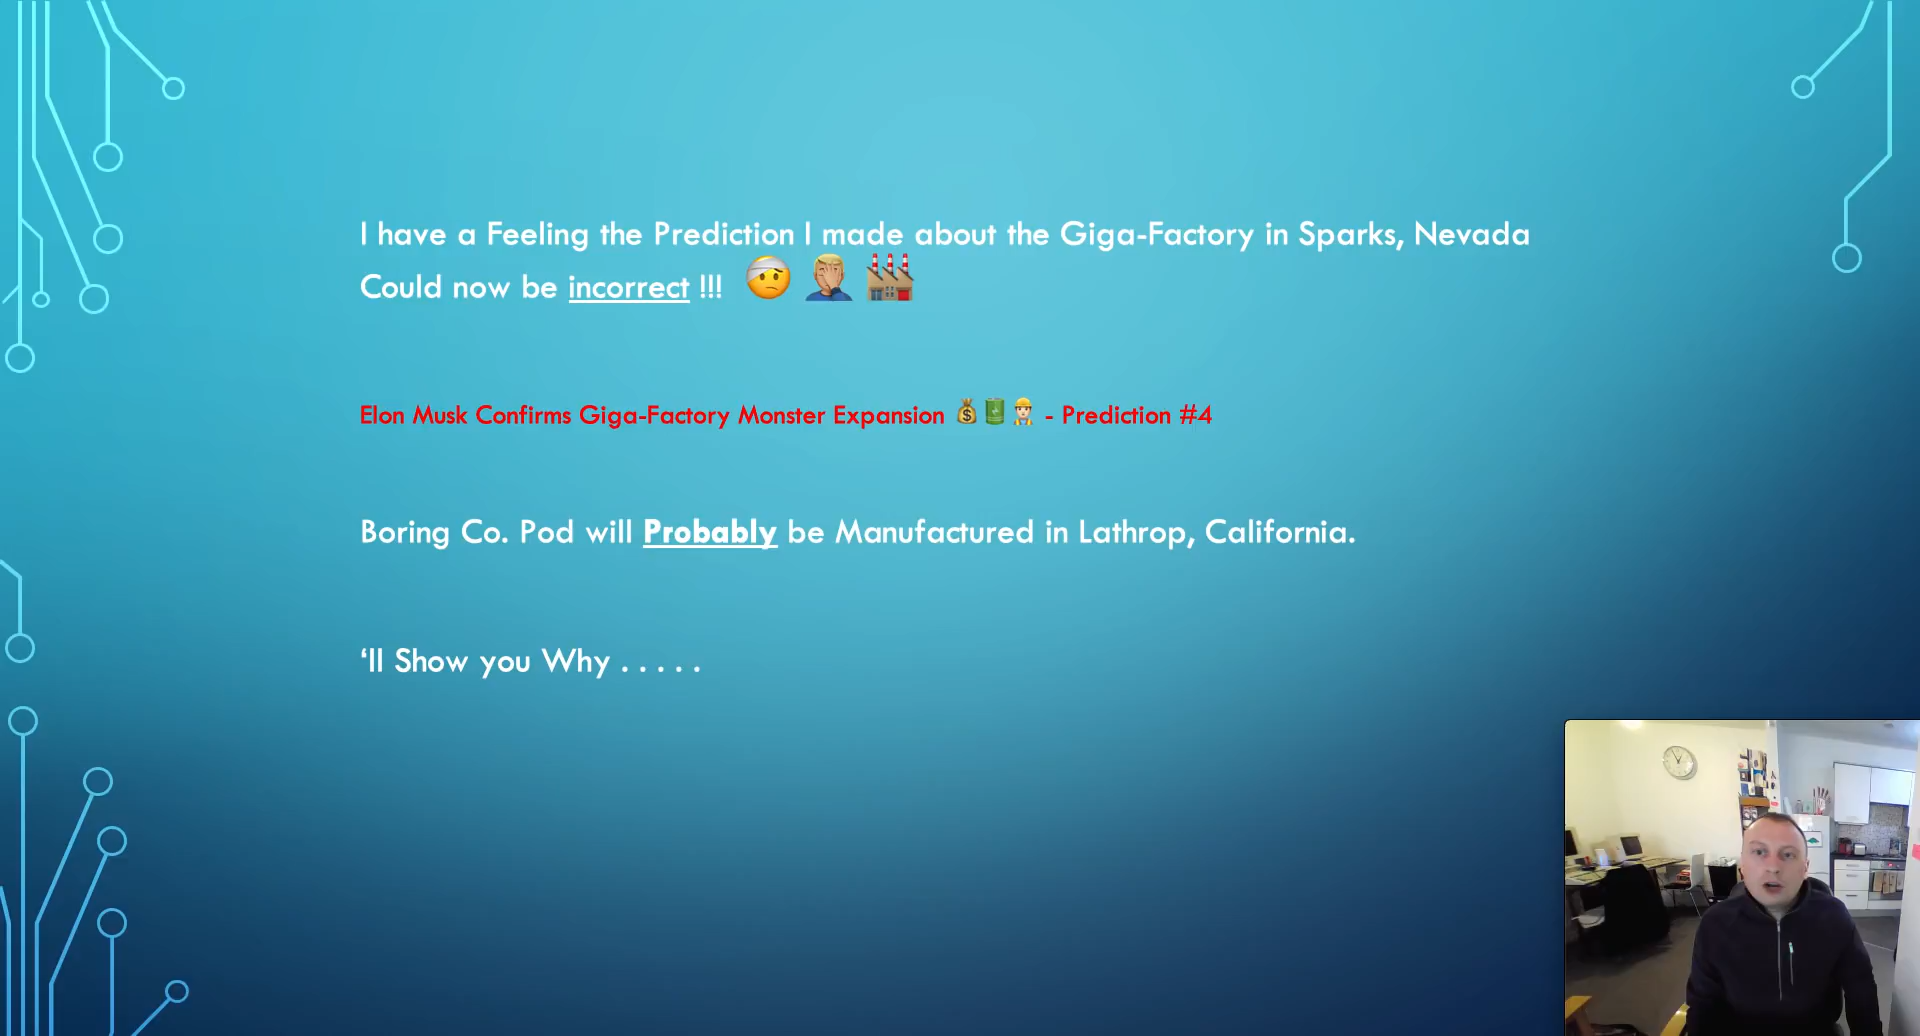 I have a Feeling the Prediction I made about the Giga-Factory in Sparks, Nevada
Could now be incorrect !!! 🤕 🤦🏼‍♂️ 🏭
Elon Musk Confirms Giga-Factory Monster Expansion 💰🔋👷🏻 - Prediction #4
Boring Co. Pod will Probably be Manufactured in Lathrop, California.
‘ll Show you Why . . . . .